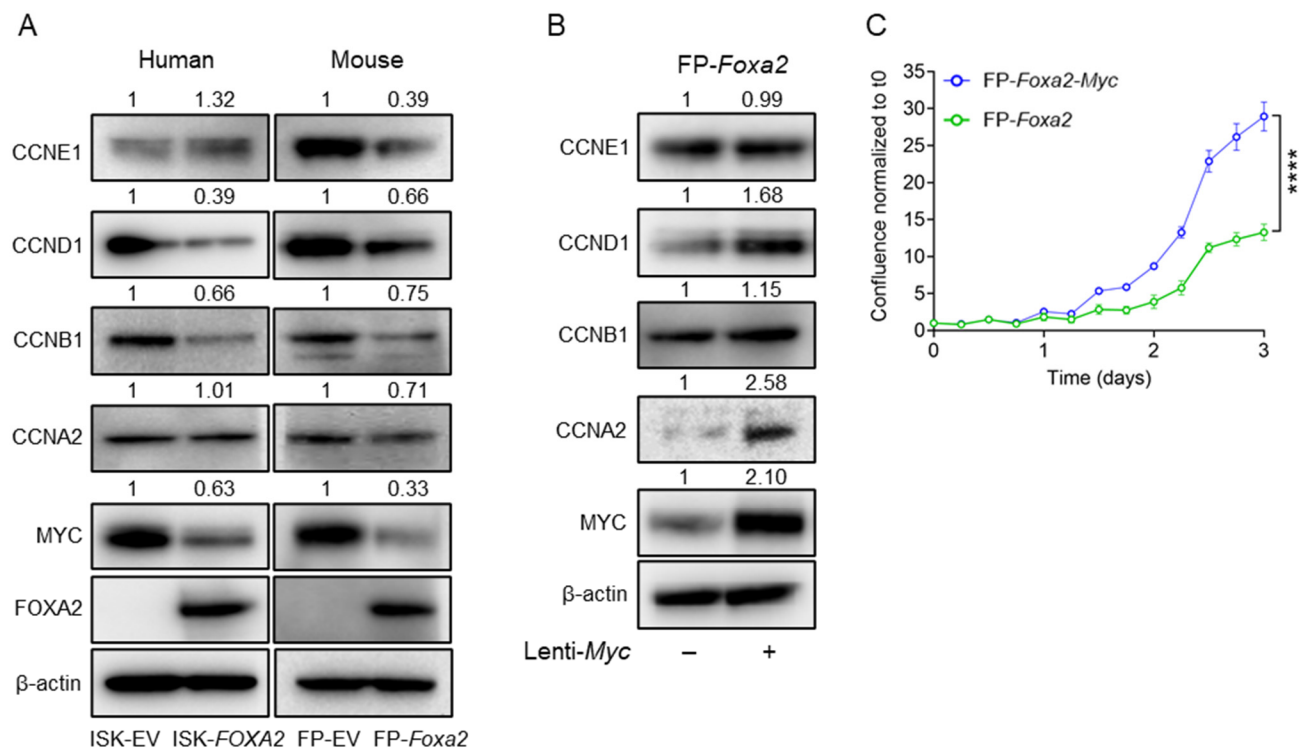 A
Human Mouse
1 1.32 1 0.39
CCNE1
1 0.39 1 0.66
CCND1
1 0.66 1 0.75
CCNB1
1 1.01 1 0.71
CCNA2
1 0.63 1 0.33
MYC
FOXA2
β-actin
ISK-EV ISK-FOXA2 FP-EV FP-Foxa2
B
FP-Foxa2
1 0.99
CCNE1
1 1.68
CCND1
1 1.15
CCNB1
1 2.58
CCNA2
1 2.10
MYC
β-actin
Lenti-Myc – +
C
35
30
25
20
15
10
5
0
Confluence normalized to t0
FP-Foxa2-Myc
FP-Foxa2
****
0 1 2 3
Time (days)